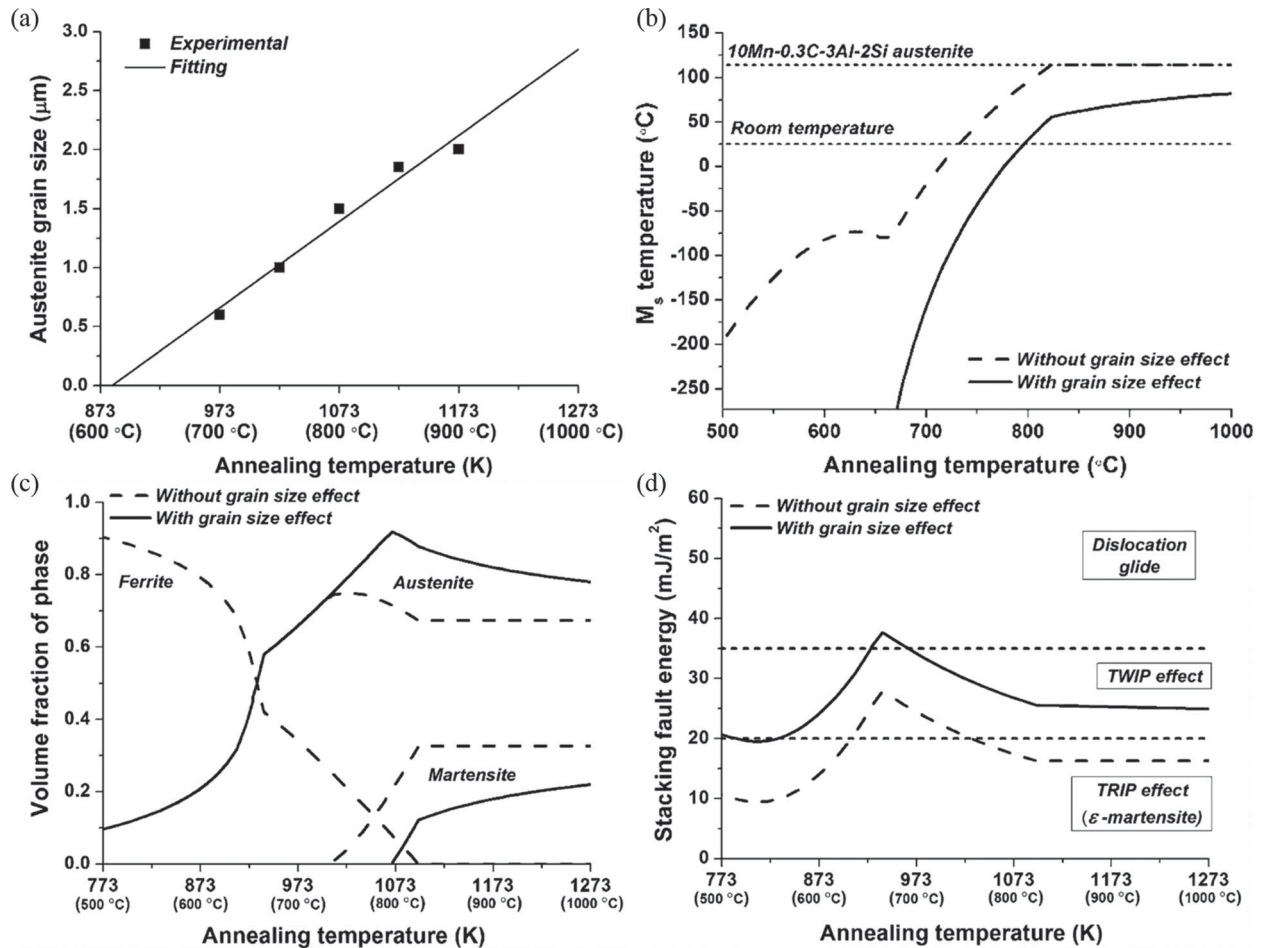 (a)
3.0
2.5
2.0
1.5
1.0
0.5
0.0
Austenite grain size (μm)
Experimental
Fitting
873 973 1073 1173 1273
(600 °C) (700 °C) (800 °C) (900 °C) (1000 °C)
Annealing temperature (K)
(b)
150
125
100
50
0
-50
-100
-150
-200
-250
M_s temperature (°C)
10Mn-0.3C-3Al-2Si austenite
Room temperature
Without grain size effect
With grain size effect
500 600 700 800 900 1000
Annealing temperature (°C)
(c)
Without grain size effect
With grain size effect
1.0
0.8
0.6
0.4
0.2
0.0
Volume fraction of phase
Ferrite
Austenite
Martensite
773 873 973 1073 1173 1273
(500 °C) (600 °C) (700 °C) (800 °C) (900 °C) (1000 °C)
Annealing temperature (K)
(d)
60
50
40
30
20
10
0
Stacking fault energy (mJ/m²)
Without grain size effect
With grain size effect
Dislocation
glide
TWIP effect
TRIP effect
(ε-martensite)
773 873 973 1073 1173 1273
(500 °C) (600 °C) (700 °C) (800 °C) (900 °C) (1000 °C)
Annealing temperature (K)